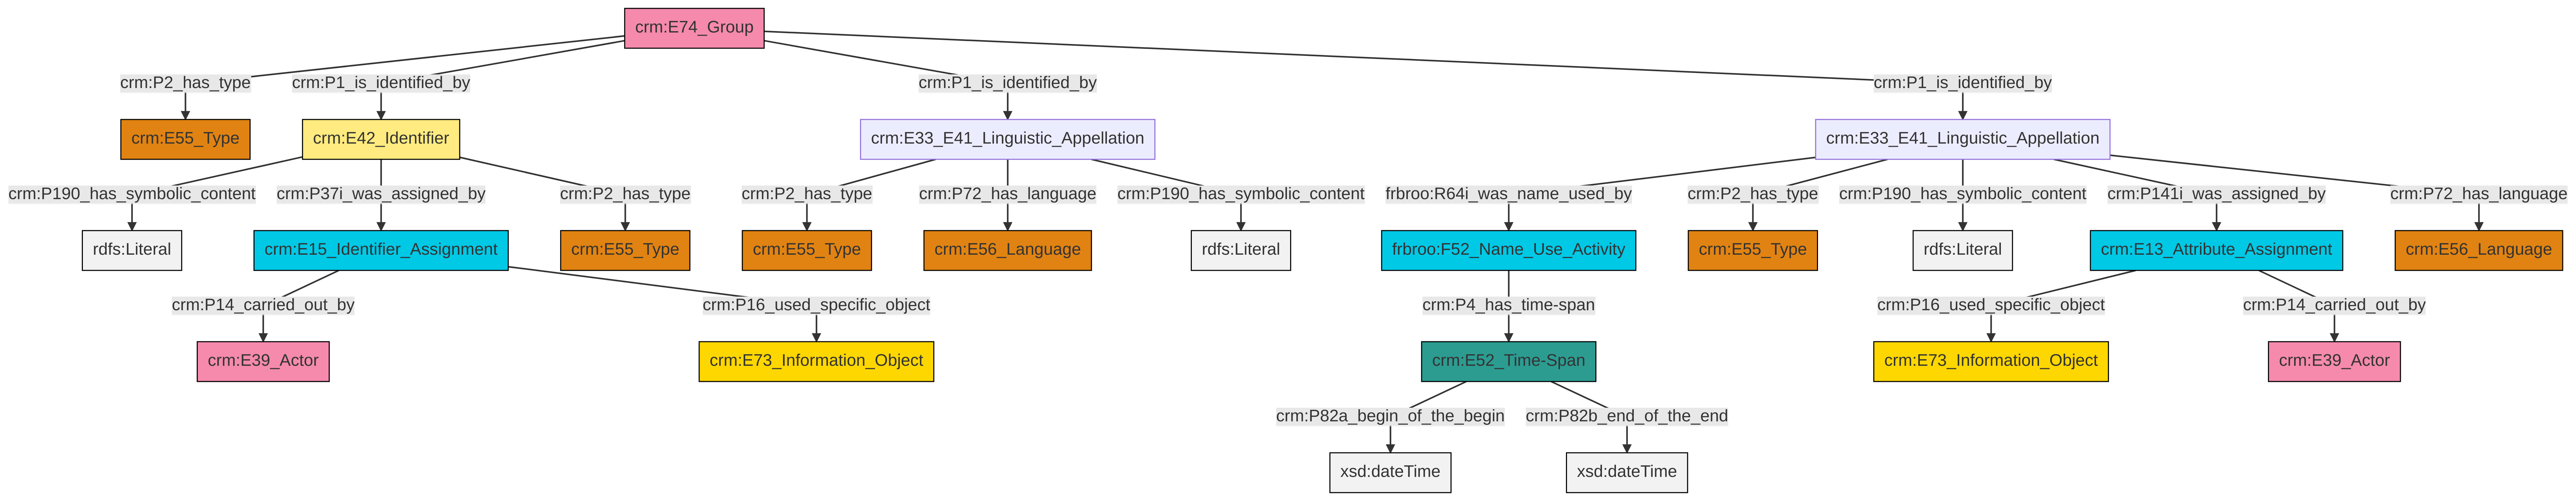 crm:E74_Group
crm:P2_has_type
crm:P1_is_identified_by
crm:P1_is_identified_by
crm:P1_is_identified_by
crm:E55_Type
crm:E42_Identifier
crm:E33_E41_Linguistic_Appellation
crm:E33_E41_Linguistic_Appellation
crm:P190_has_symbolic_content
crm:P37i_was_assigned_by
crm:P2_has_type
crm:P2_has_type
crm:P72_has_language
crm:P190_has_symbolic_content
frbroo:R64i_was_name_used_by
crm:P2_has_type
crm:P190_has_symbolic_content
crm:P141i_was_assigned_by
crm:P72_has_language
rdfs:Literal
crm:E15_Identifier_Assignment
crm:E55_Type
crm:E55_Type
crm:E56_Language
rdfs:Literal
frbroo:F52_Name_Use_Activity
crm:E55_Type
rdfs:Literal
crm:E13_Attribute_Assignment
crm:E56_Language
crm:P14_carried_out_by
crm:P16_used_specific_object
crm:P4_has_time-span
crm:P16_used_specific_object
crm:P14_carried_out_by
crm:E39_Actor
crm:E73_Information_Object
crm:E52_Time-Span
crm:E73_Information_Object
crm:E39_Actor
crm:P82a_begin_of_the_begin
crm:P82b_end_of_the_end
xsd:dateTime
xsd:dateTime